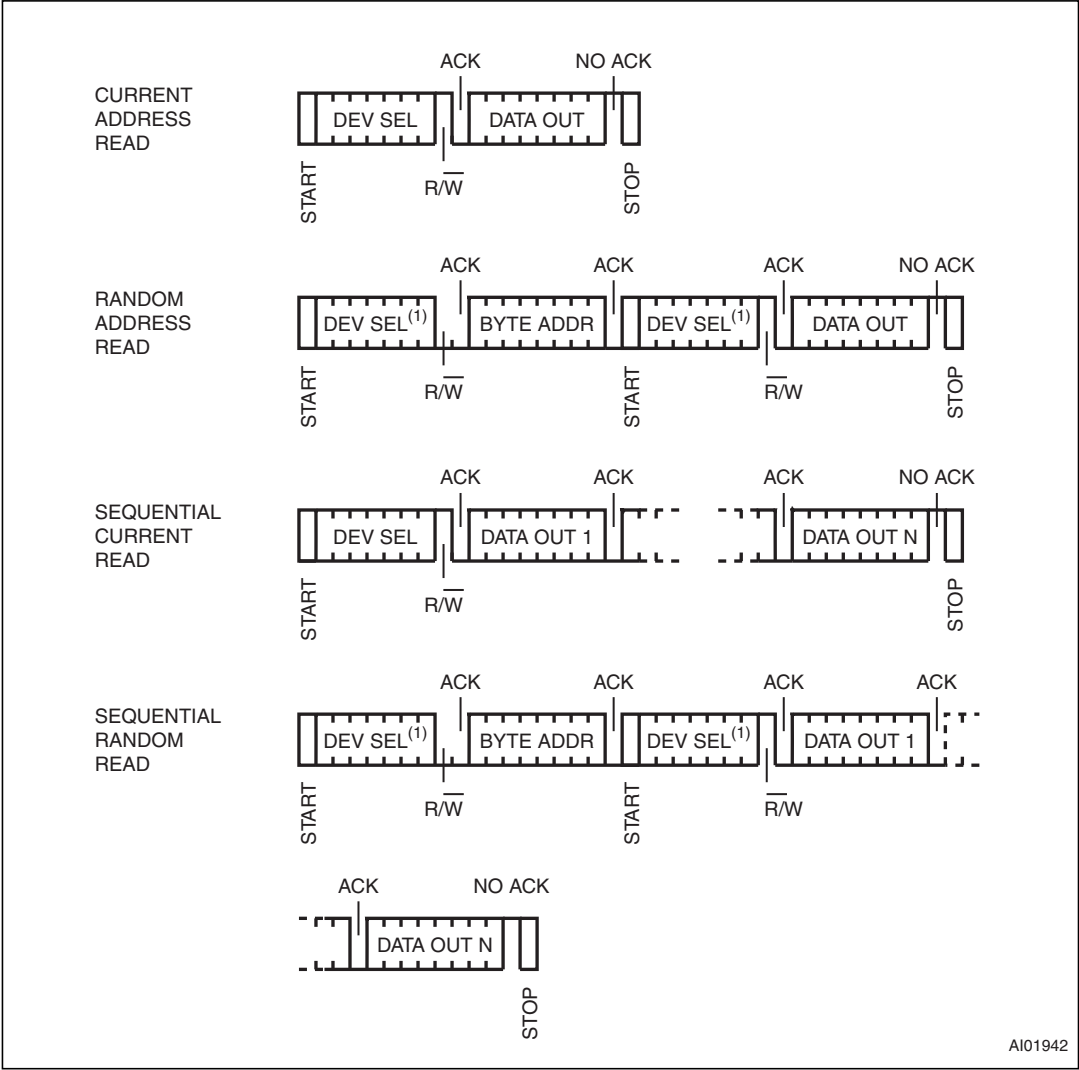 CURRENT
ADDRESS
READ
ACK NO ACK
DEV SEL DATA OUT
START R/W̅ STOP
RANDOM
ADDRESS
READ
ACK ACK ACK NO ACK
DEV SEL(1) BYTE ADDR DEV SEL(1) DATA OUT
START R/W̅ START R̅/W STOP
SEQUENTIAL
CURRENT
READ
ACK ACK ACK NO ACK
DEV SEL DATA OUT 1 DATA OUT N
START R/W̅ STOP
SEQUENTIAL
RANDOM
READ
ACK ACK ACK ACK
DEV SEL(1) BYTE ADDR DEV SEL(1) DATA OUT 1
START R/W̅ START R̅/W
ACK NO ACK
DATA OUT N
STOP
AI01942